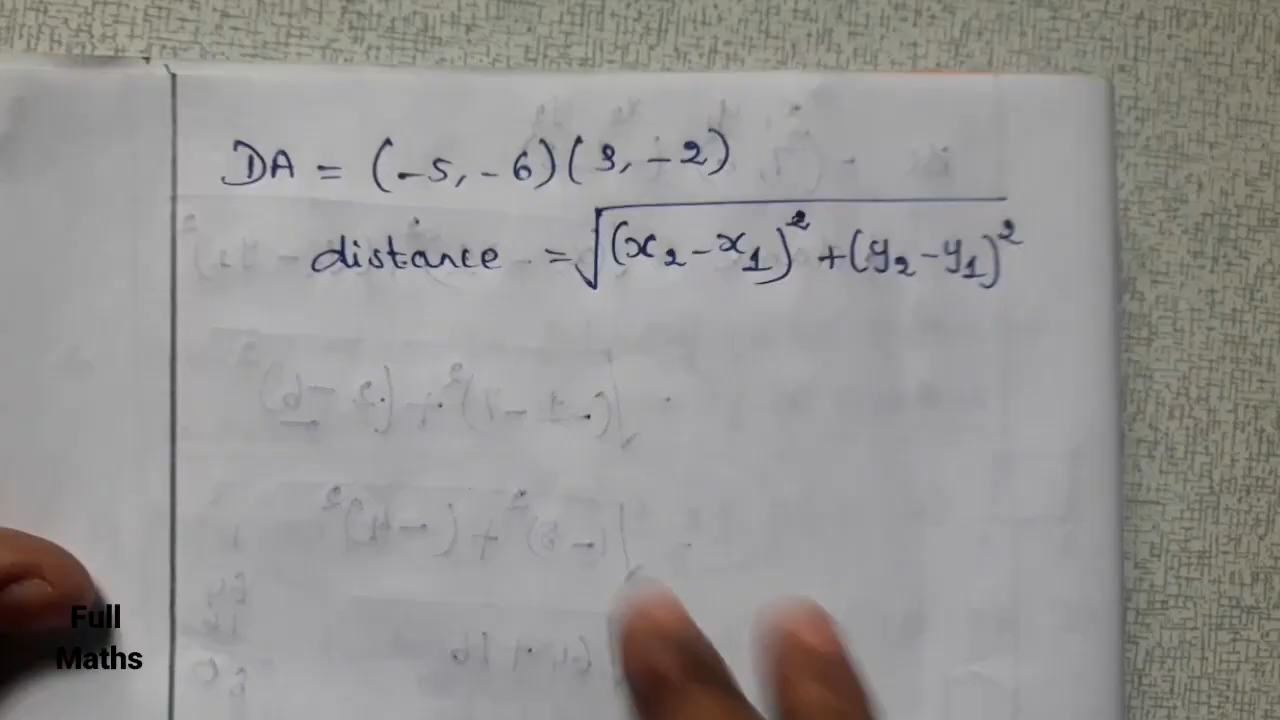 DA = (-5, -6)(3, -2)
distance = √(x₂ - x₁)² + (y₂ - y₁)²
Full
Maths